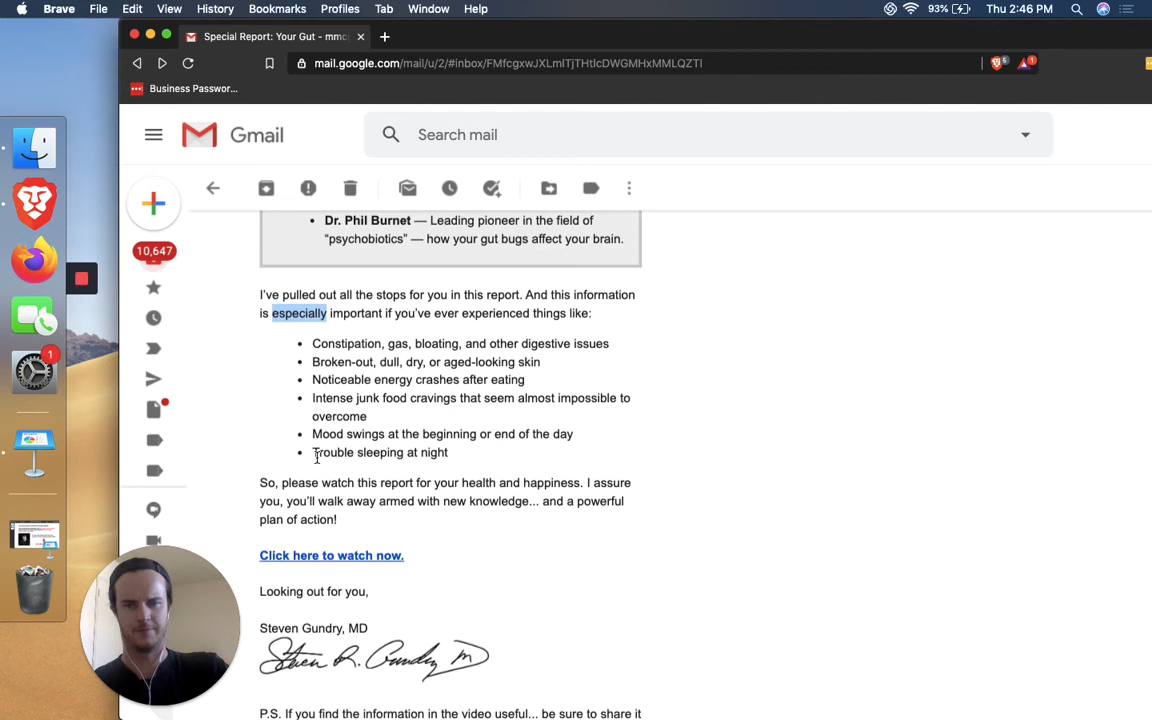 Brave File Edit View History Bookmarks Profiles Tab Window Help 93% Thu 2:46 PM
Special Report: Your Gut - mmc
mail.google.com/mail/u/2/#inbox/FMfcgxwJXLmlTjTHtlcDWGMHxMMLQZTl 5 1
Business Passwor...
Gmail Search mail
10,647
1
Dr. Phil Burnet — Leading pioneer in the field of
“psychobiotics” — how your gut bugs affect your brain.
I’ve pulled out all the stops for you in this report. And this information
is especially important if you’ve ever experienced things like:
• Constipation, gas, bloating, and other digestive issues
• Broken-out, dull, dry, or aged-looking skin
• Noticeable energy crashes after eating
• Intense junk food cravings that seem almost impossible to
overcome
• Mood swings at the beginning or end of the day
• Trouble sleeping at night
So, please watch this report for your health and happiness. I assure
you, you’ll walk away armed with new knowledge... and a powerful
plan of action!
Click here to watch now.
Looking out for you,
Steven Gundry, MD
Steven R. Gundry MD
P.S. If you find the information in the video useful... be sure to share it